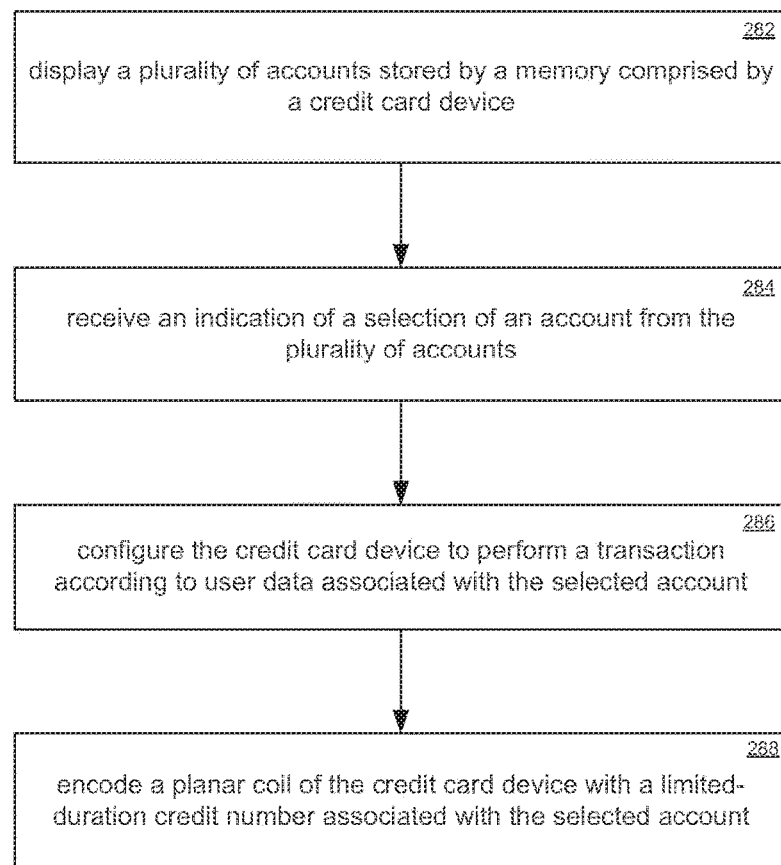 282
display a plurality of accounts stored by a memory comprised by
a credit card device
284
receive an indication of a selection of an account from the
plurality of accounts
286
configure the credit card device to perform a transaction
according to user data associated with the selected account
288
encode a planar coil of the credit card device with a limited-
duration credit number associated with the selected account